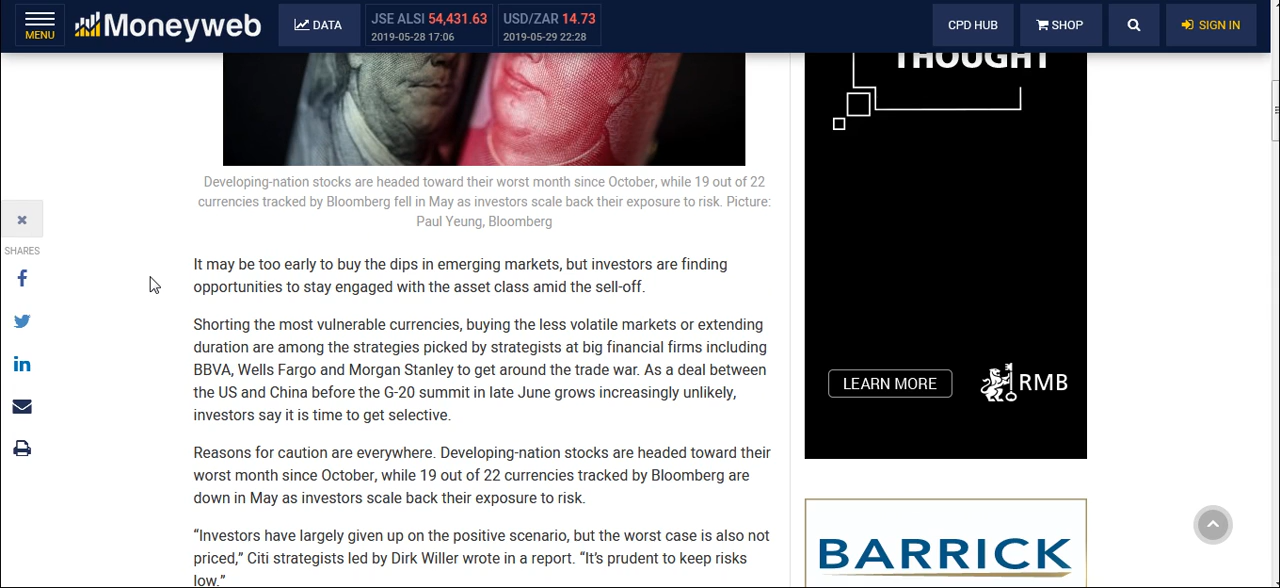 MENU
Moneyweb
DATA
JSE ALSI 54,431.63
2019-05-28 17:06
USD/ZAR 14.73
2019-05-29 22:28
CPD HUB
SHOP
SIGN IN
THOUGHT
Developing-nation stocks are headed toward their worst month since October, while 19 out of 22
currencies tracked by Bloomberg fell in May as investors scale back their exposure to risk. Picture:
Paul Yeung, Bloomberg
SHARES
It may be too early to buy the dips in emerging markets, but investors are finding
opportunities to stay engaged with the asset class amid the sell-off.
Shorting the most vulnerable currencies, buying the less volatile markets or extending
duration are among the strategies picked by strategists at big financial firms including
BBVA, Wells Fargo and Morgan Stanley to get around the trade war. As a deal between
the US and China before the G-20 summit in late June grows increasingly unlikely,
investors say it is time to get selective.
Reasons for caution are everywhere. Developing-nation stocks are headed toward their
worst month since October, while 19 out of 22 currencies tracked by Bloomberg are
down in May as investors scale back their exposure to risk.
“Investors have largely given up on the positive scenario, but the worst case is also not
priced,” Citi strategists led by Dirk Willer wrote in a report. “It’s prudent to keep risks
low.”
LEARN MORE
RMB
BARRICK